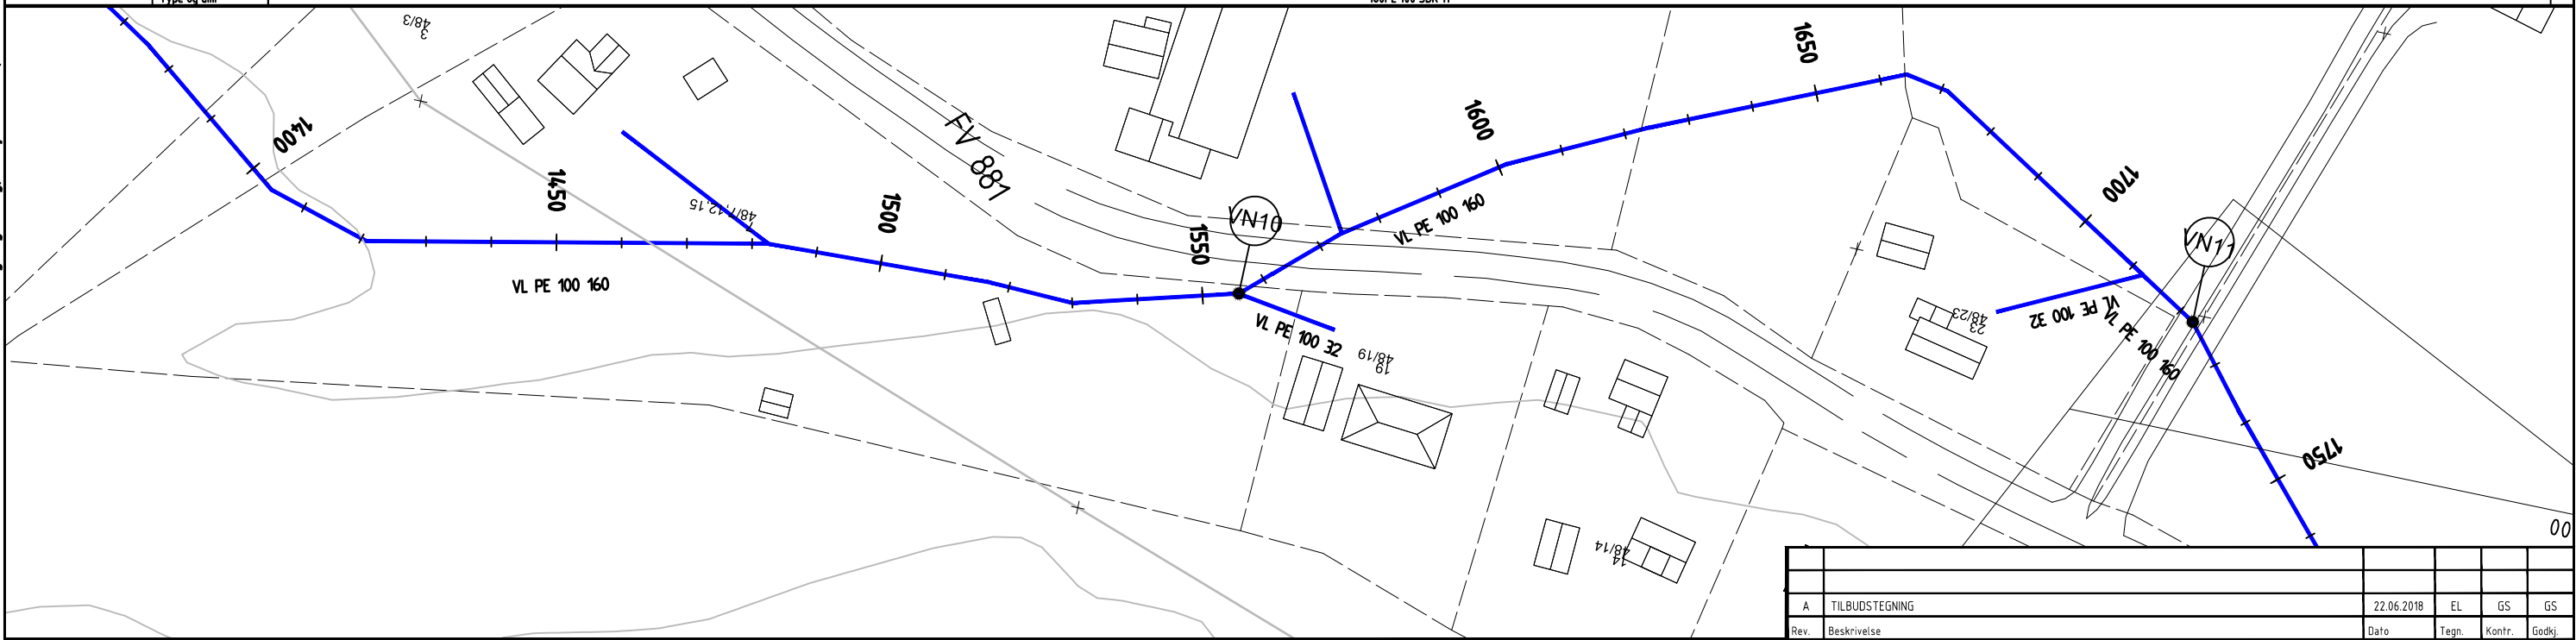 48/3
3
1400
1450
48/7,12,15
VL PE 100 160
1500
FV 887
VN10
1550
VL PE 100 32
48/19
19
VL PE 100 160
1600
1650
1700
VN11
48/23
23
VL PE 100 32
VL PE 100 160
1750
48/14
14
00
A TILBUDSTEGNING 22.06.2018 EL GS GS
Rev. Beskrivelse Dato Tegn. Kontr. Godkj.